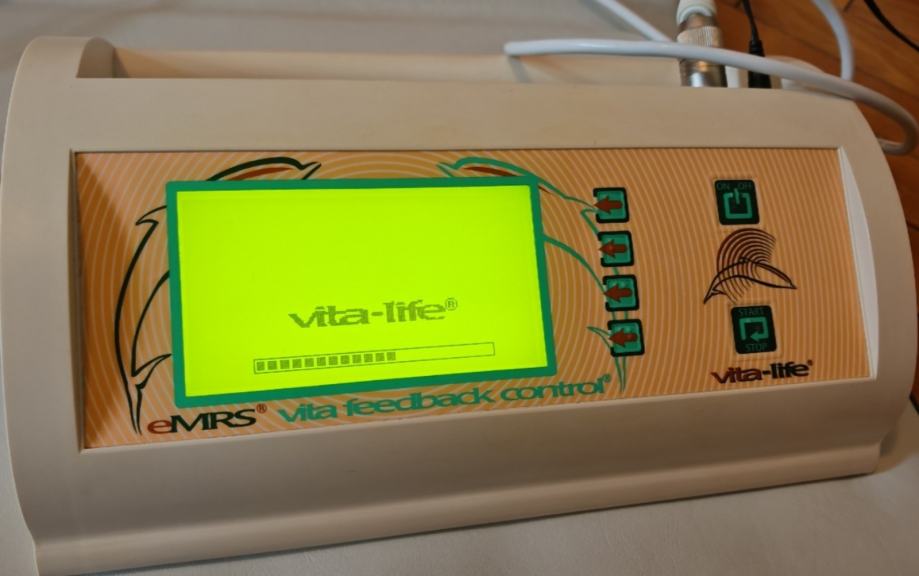 vita-life®
eMRS® vita feedback control®
ON OFF
START
STOP
vita-life®